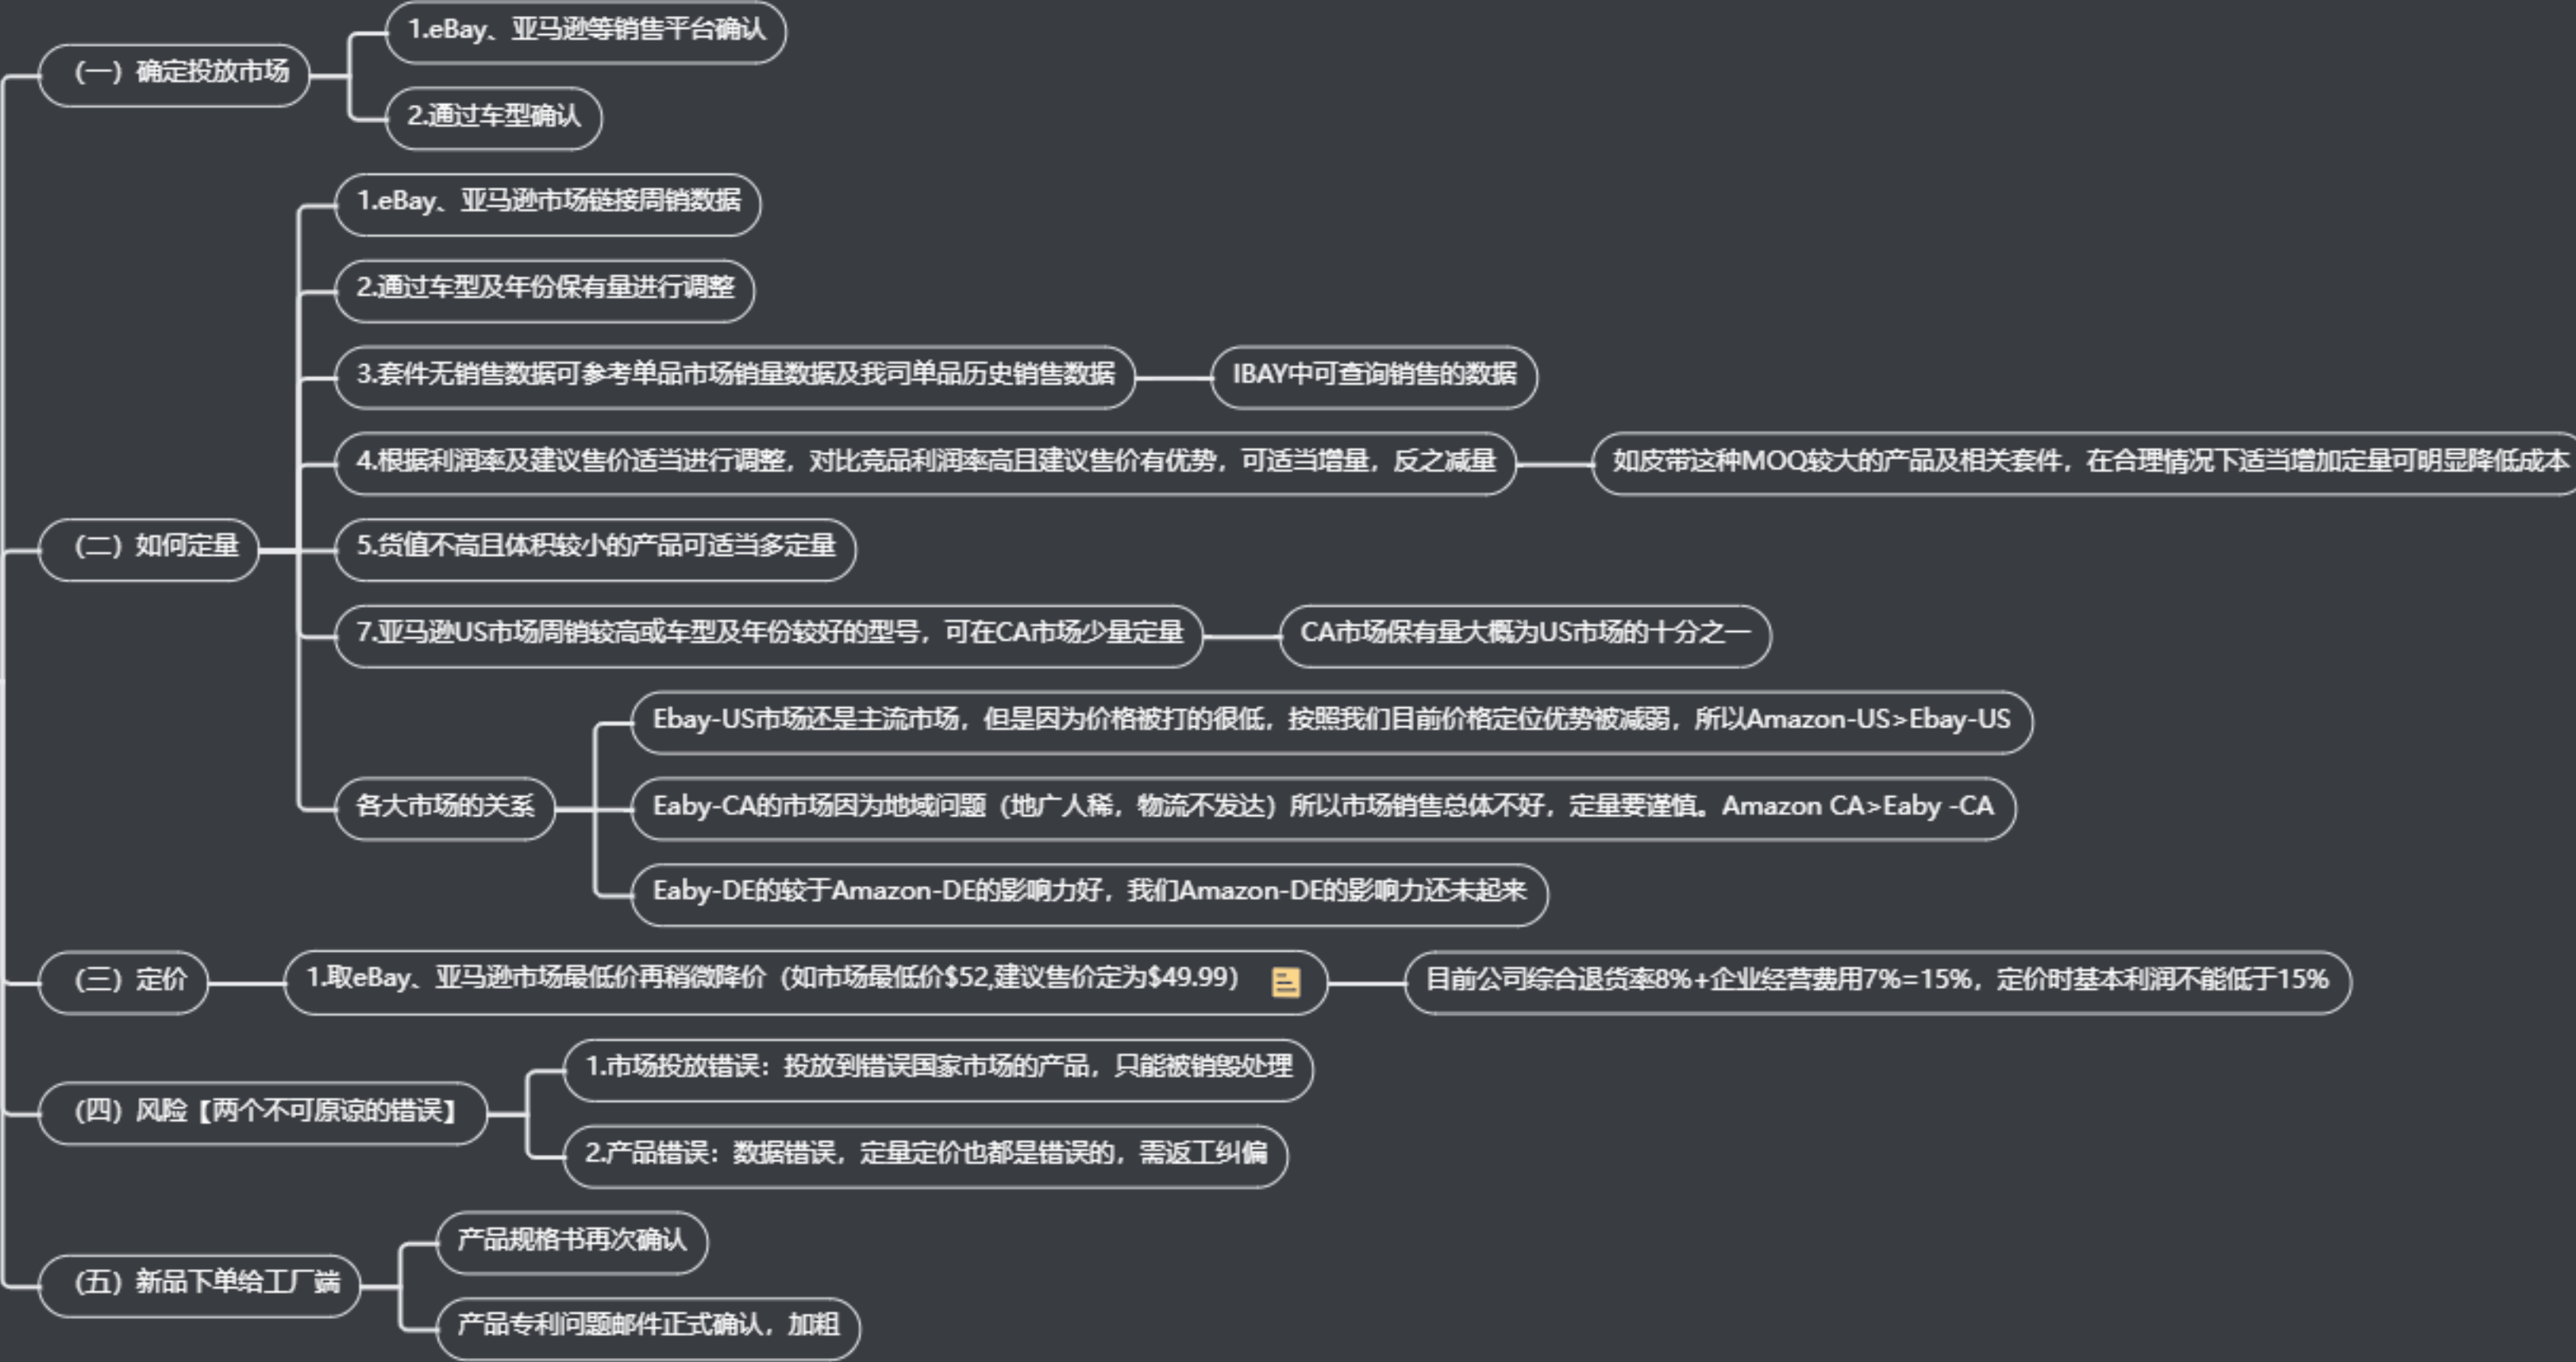 （一）确定投放市场
1.eBay、亚马逊等销售平台确认
2.通过车型确认
（二）如何定量
1.eBay、亚马逊市场链接周销数据
2.通过车型及年份保有量进行调整
3.套件无销售数据可参考单品市场销量数据及我司单品历史销售数据
IBAY中可查询销售的数据
4.根据利润率及建议售价适当进行调整，对比竞品利润率高且建议售价有优势，可适当增量，反之减量
如皮带这种MOQ较大的产品及相关套件，在合理情况下适当增加定量可明显降低成本
5.货值不高且体积较小的产品可适当多定量
7.亚马逊US市场周销较高或车型及年份较好的型号，可在CA市场少量定量
CA市场保有量大概为US市场的十分之一
各大市场的关系
Ebay-US市场还是主流市场，但是因为价格被打的很低，按照我们目前价格定位优势被减弱，所以Amazon-US>Ebay-US
Eaby-CA的市场因为地域问题（地广人稀，物流不发达）所以市场销售总体不好，定量要谨慎。Amazon CA>Eaby -CA
Eaby-DE的较于Amazon-DE的影响力好，我们Amazon-DE的影响力还未起来
（三）定价
1.取eBay、亚马逊市场最低价再稍微降价（如市场最低价$52,建议售价定为$49.99）
目前公司综合退货率8%+企业经营费用7%=15%，定价时基本利润不能低于15%
（四）风险【两个不可原谅的错误】
1.市场投放错误：投放到错误国家市场的产品，只能被销毁处理
2.产品错误：数据错误，定量定价也都是错误的，需返工纠偏
（五）新品下单给工厂端
产品规格书再次确认
产品专利问题邮件正式确认，加粗